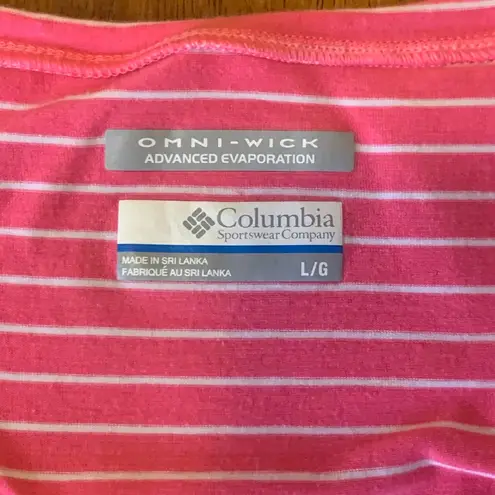 OMNI-WICK
ADVANCED EVAPORATION
Columbia
Sportswear Company
MADE IN SRI LANKA
FABRIQUÉ AU SRI LANKA
L/G